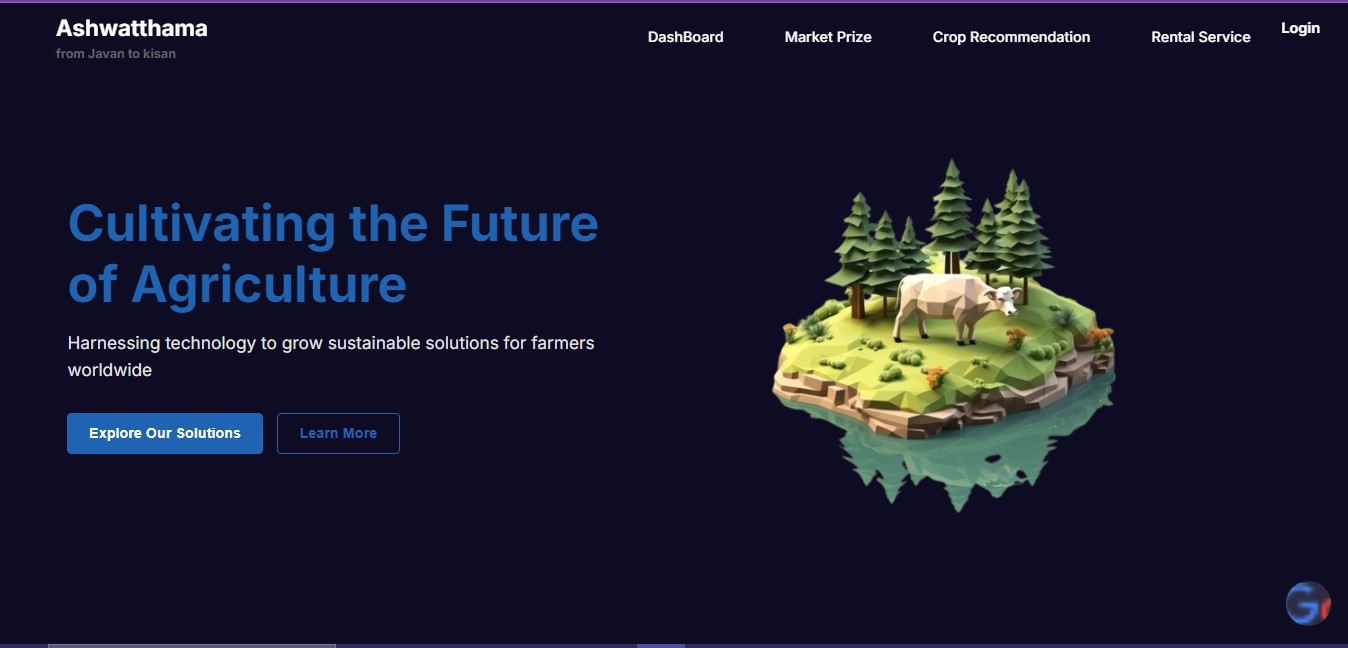 Ashwatthama
from Javan to kisan
DashBoard
Market Prize
Crop Recommendation
Rental Service
Login
Cultivating the Future
of Agriculture
Harnessing technology to grow sustainable solutions for farmers
worldwide
Explore Our Solutions
Learn More